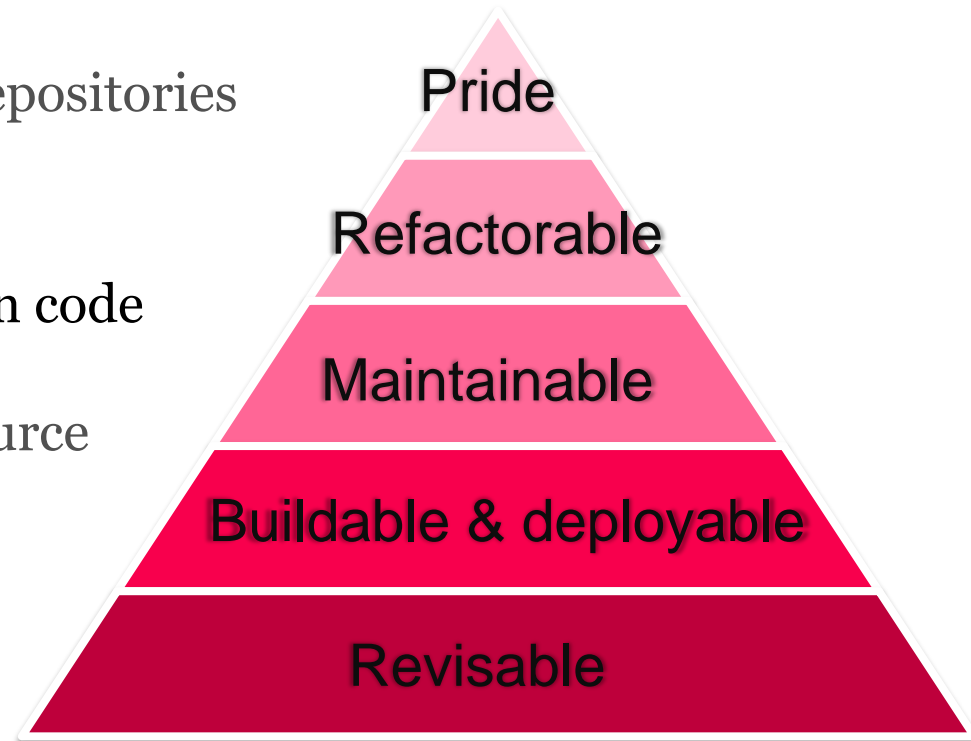 epositories
n code
urce
Pride
Refactorable
Maintainable
Buildable & deployable
Revisable